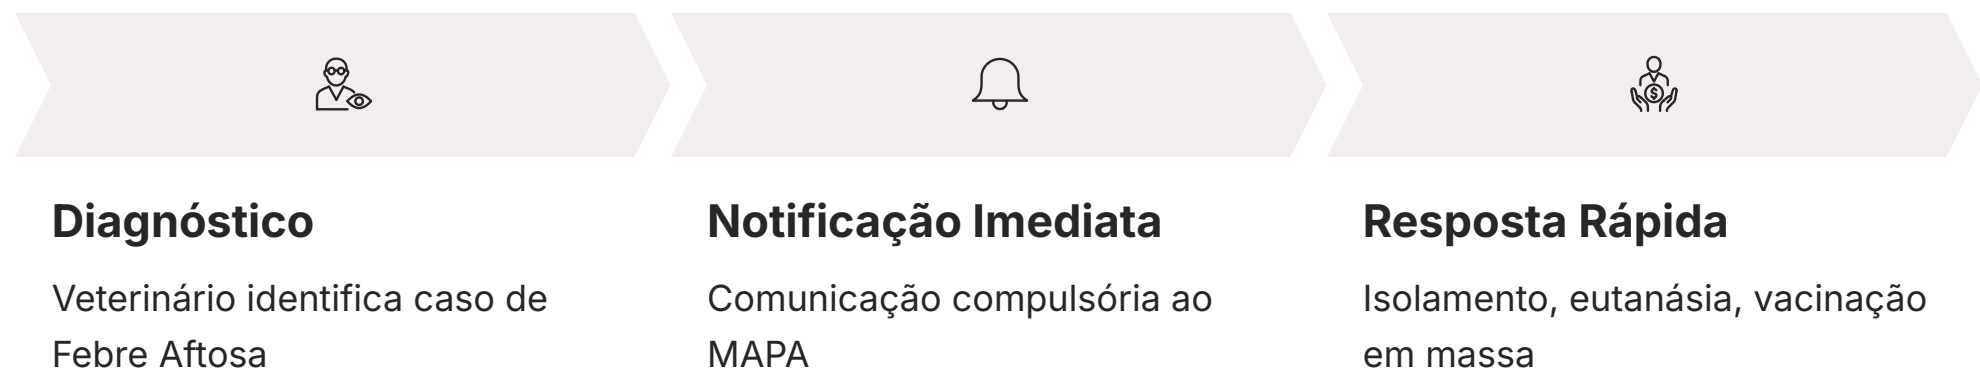 Diagnóstico
Veterinário identifica caso de
Febre Aftosa
Notificação Imediata
Comunicação compulsória ao
MAPA
Resposta Rápida
Isolamento, eutanásia, vacinação
em massa